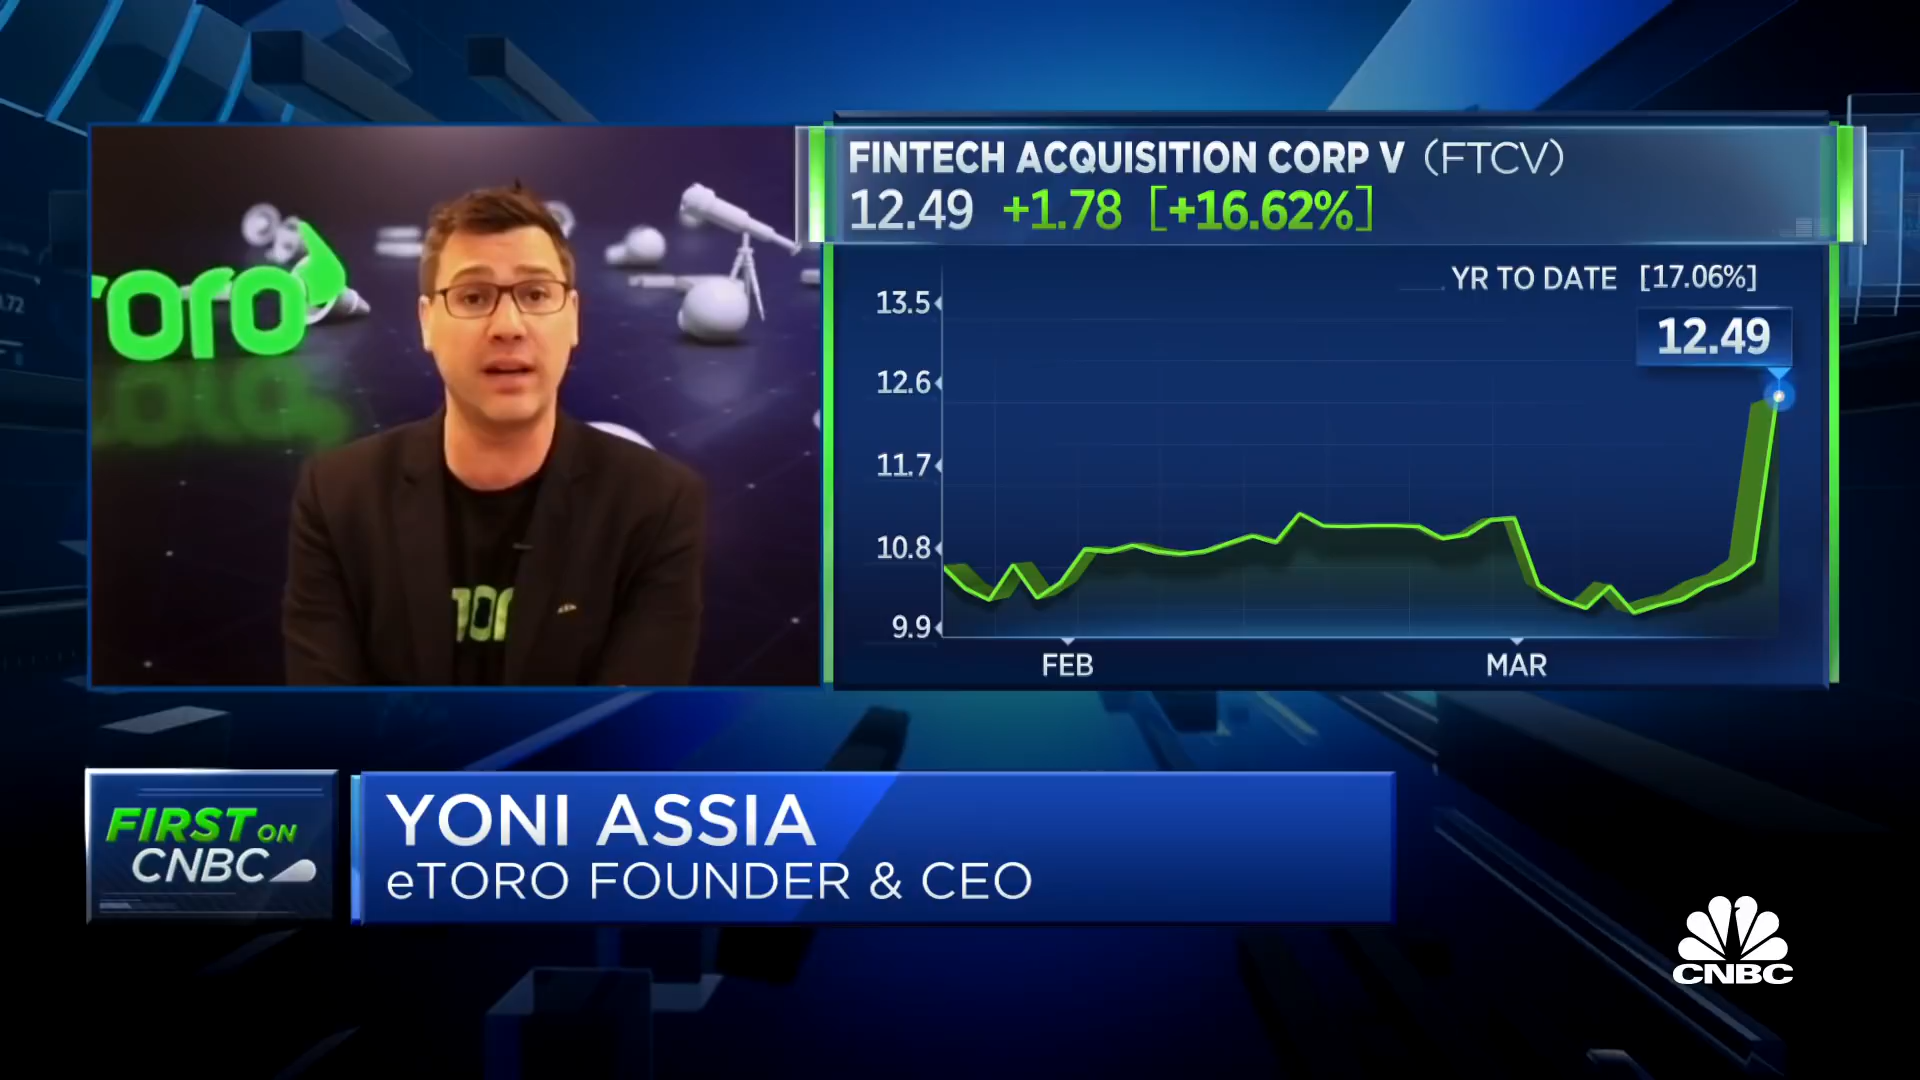 toro
FINTECH ACQUISITION CORP V (FTCV)
12.49 +1.78 [+16.62%]
YR TO DATE [17.06%]
12.49
13.5
12.6
11.7
10.8
9.9
FEB
MAR
FIRST ON
CNBC
YONI ASSIA
eTORO FOUNDER & CEO
CNBC